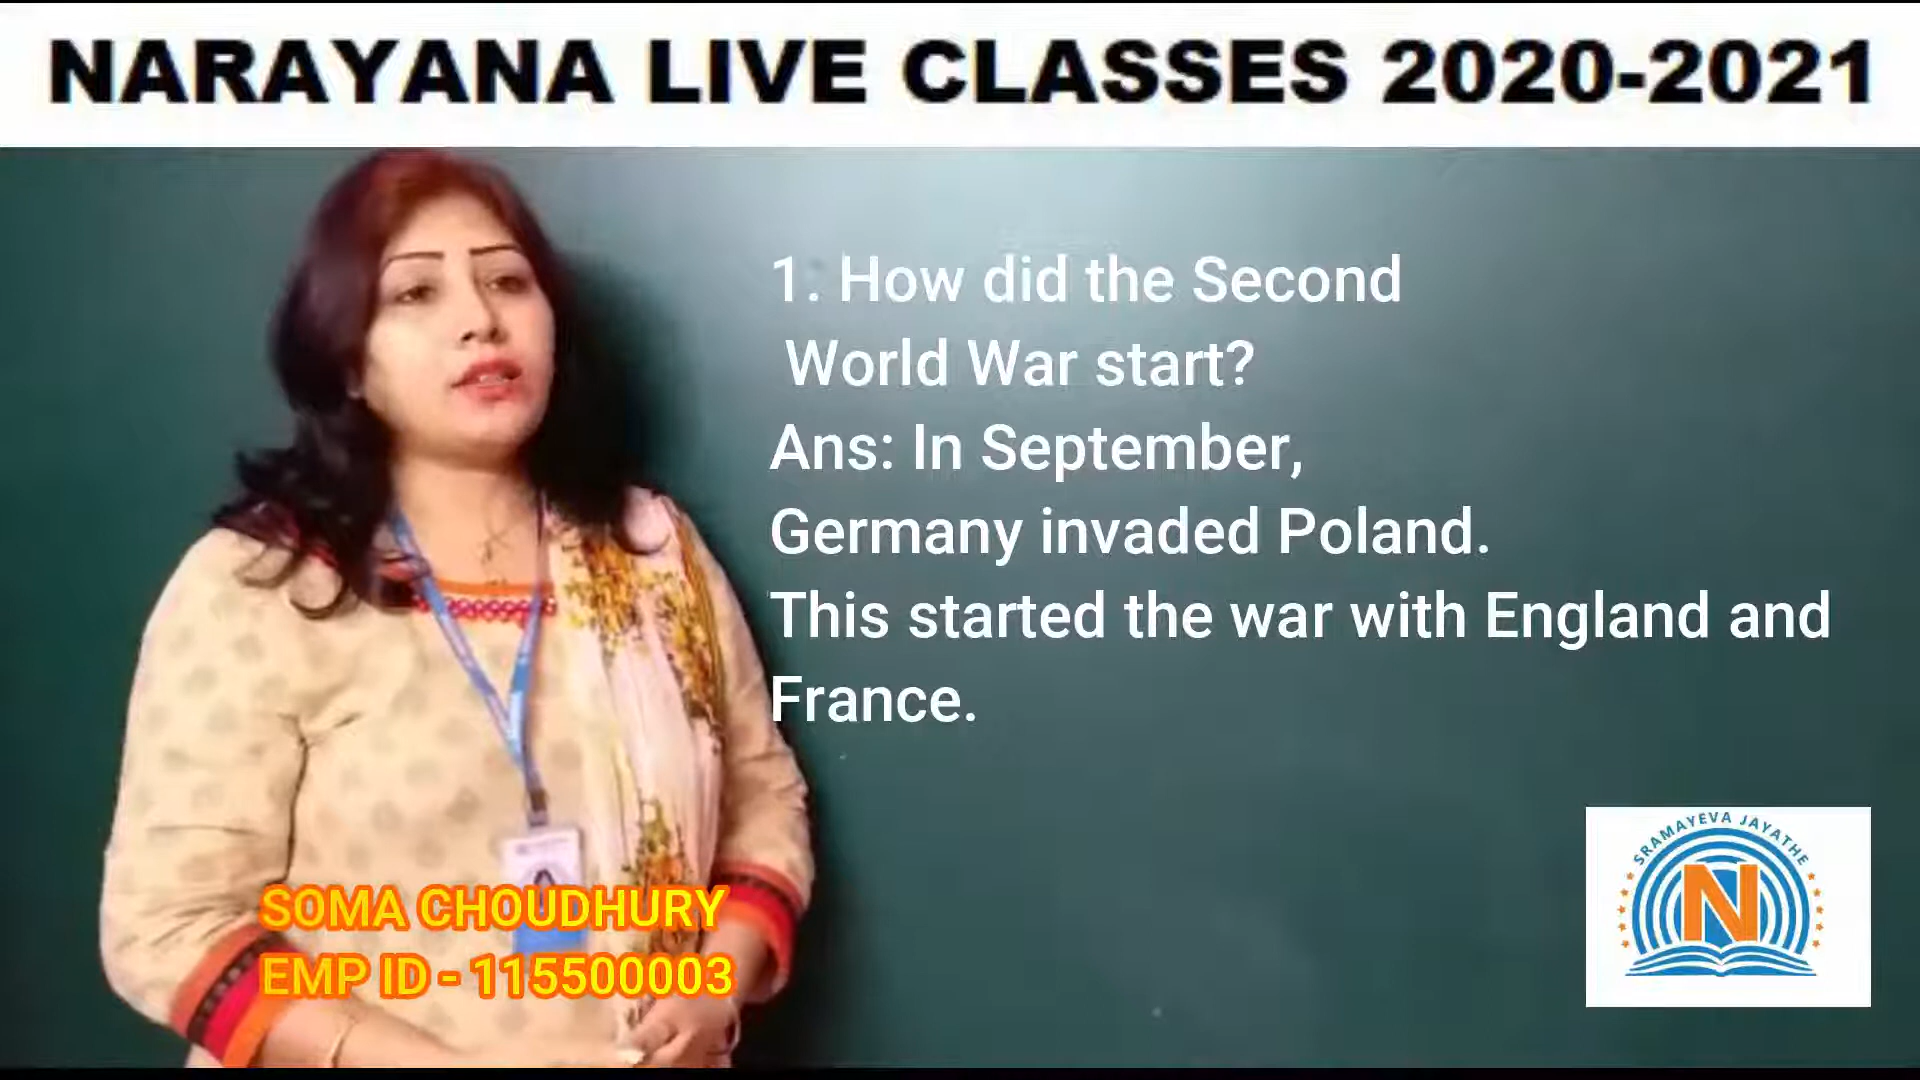 NARAYANA LIVE CLASSES 2020-2021
1. How did the Second
World War start?
Ans: In September,
Germany invaded Poland.
This started the war with England and
France.
SOMA CHOUDHURY
EMP ID - 115500003
SRAMAYEVA JAYATHE
N